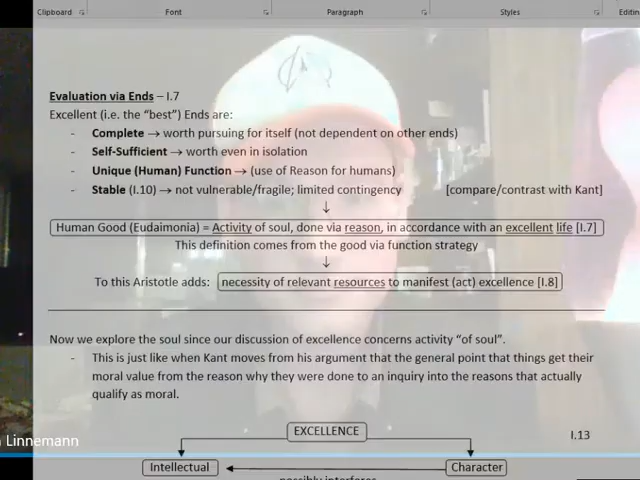 Clipboard Font Paragraph Styles Editin
Evaluation via Ends – I.7
Excellent (i.e. the “best”) Ends are:
- Complete → worth pursuing for itself (not dependent on other ends)
- Self-Sufficient → worth even in isolation
- Unique (Human) Function → (use of Reason for humans)
- Stable (I.10) → not vulnerable/fragile; limited contingency [compare/contrast with Kant]
↓
Human Good (Eudaimonia) = Activity of soul, done via reason, in accordance with an excellent life [I.7]
This definition comes from the good via function strategy
↓
To this Aristotle adds: necessity of relevant resources to manifest (act) excellence [I.8]
Now we explore the soul since our discussion of excellence concerns activity “of soul”.
- This is just like when Kant moves from his argument that the general point that things get their
moral value from the reason why they were done to an inquiry into the reasons that actually
qualify as moral.
EXCELLENCE I.13
Linnemann
Intellectual Character
possibly interferes